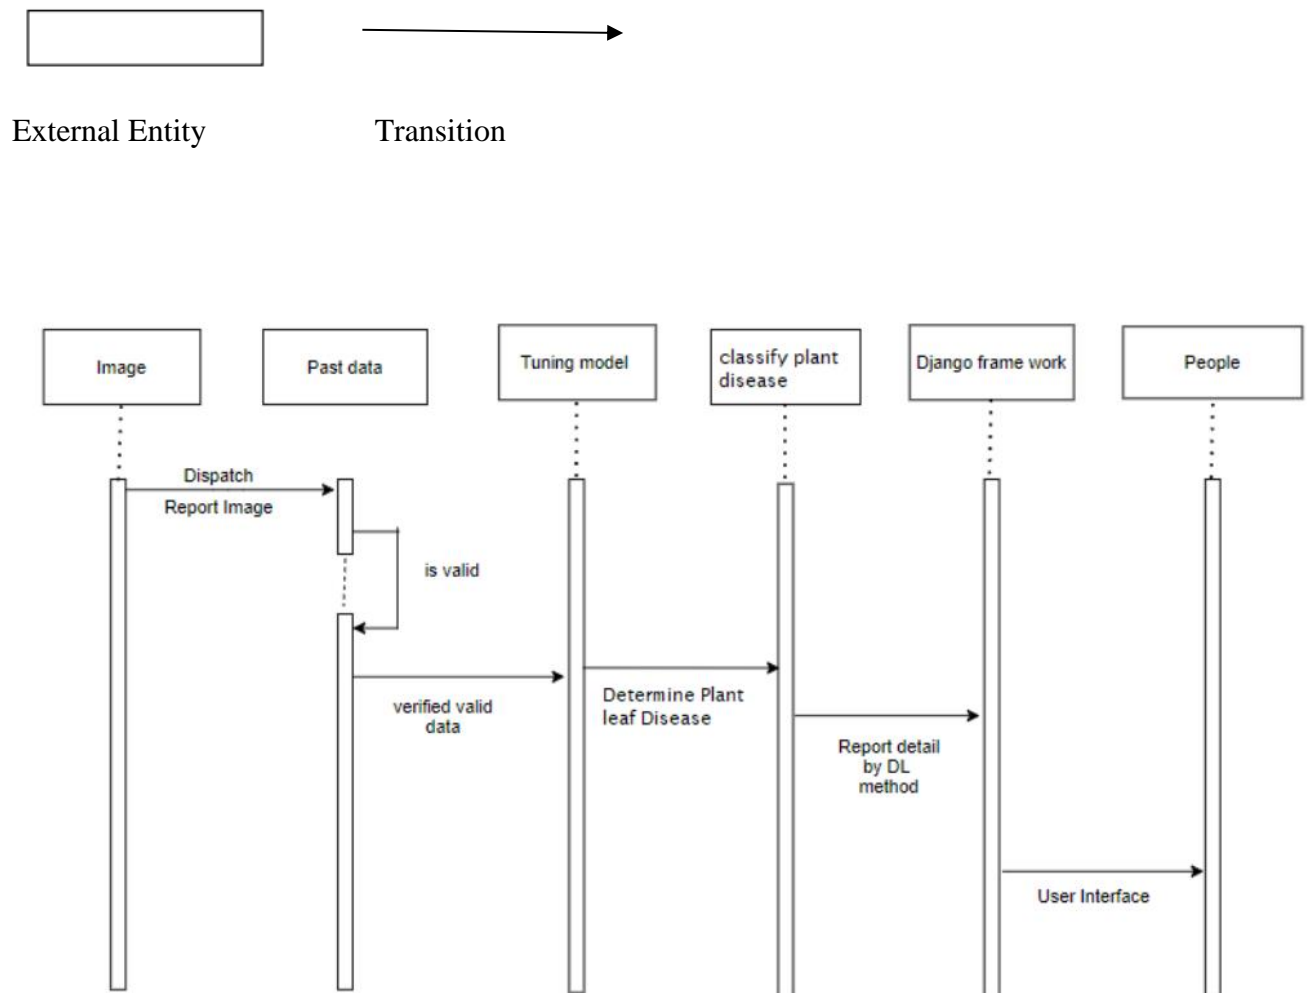 External Entity Transition
Image Past data Tuning model classify plant Django frame work People
disease
Dispatch
Report Image
is valid
verified valid
data
Determine Plant
leaf Disease
Report detail
by DL
method
User Interface